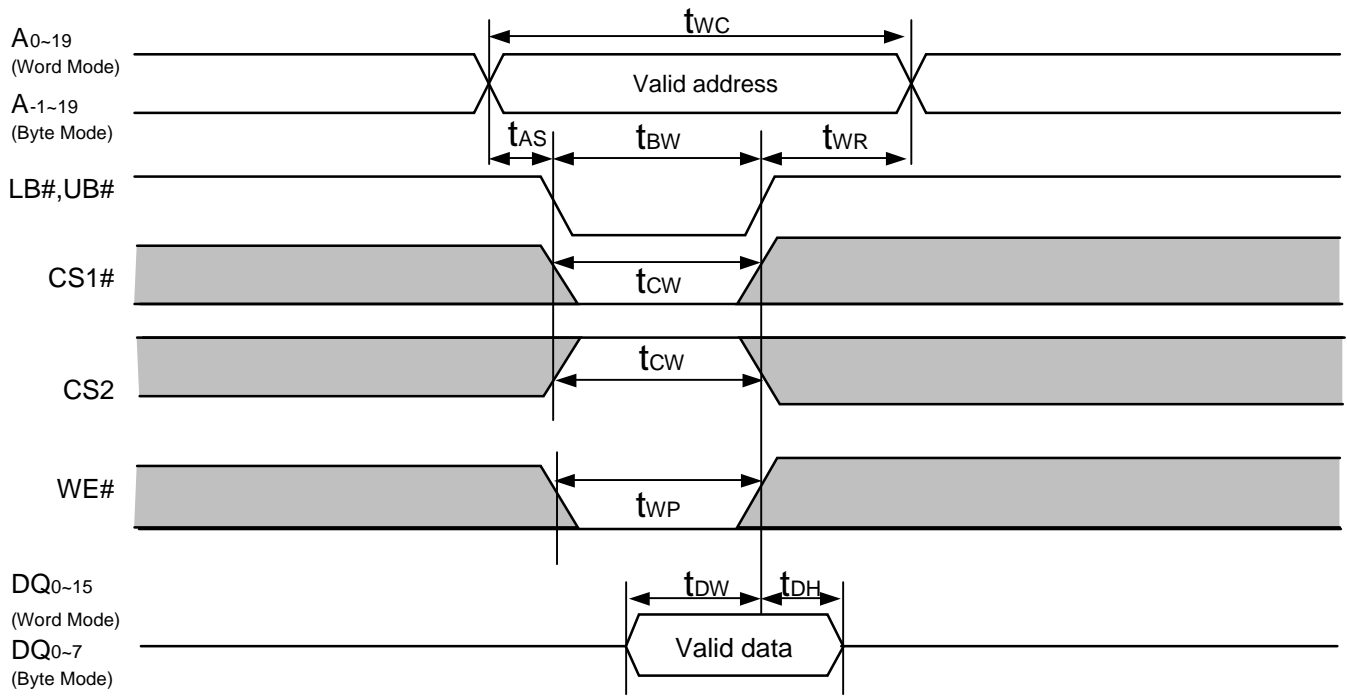 tWC
A0~19
(Word Mode)
Valid address
A-1~19
(Byte Mode)
tAS
tBW
tWR
LB#,UB#
CS1#
tCW
CS2
tCW
WE#
tWP
DQ0~15
(Word Mode)
tDW
tDH
DQ0~7
(Byte Mode)
Valid data